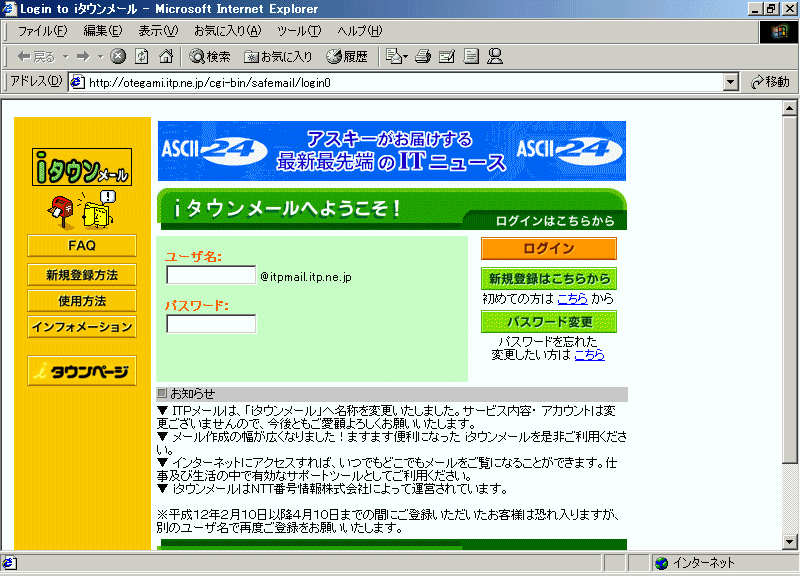 Login to iタウンメール - Microsoft Internet Explorer
ファイル(F) 編集(E) 表示(V) お気に入り(A) ツール(T) ヘルプ(H)
戻る 検索 お気に入り 履歴
アドレス(D) http://otegami.itp.ne.jp/cgi-bin/safemail/login0 移動
iタウンメール
ASCII24 アスキーがお届けする
最新最先端のITニュース ASCII24
iタウンメールへようこそ!
ログインはこちらから
FAQ
新規登録方法
使用方法
インフォメーション
iタウンページ
ユーザ名:
@itpmail.itp.ne.jp
パスワード:
ログイン
新規登録はこちらから
初めての方は こちら から
パスワード変更
パスワードを忘れた
変更したい方は こちら
お知らせ
▼ ITPメールは、「iタウンメール」へ名称を変更いたしました。サービス内容・ アカウントは変
更ございませんので、今後ともご愛顧よろしくお願いいたします。
▼ メール作成の幅が広くなりました！ますます便利になった iタウンメールを是非ご利用くださ
い。
▼ インターネットにアクセスすれば、いつでもどこでもメールをご覧になることができます。仕
事及び生活の中で有効なサポートツールとしてご利用ください。
▼ iタウンメールはNTT番号情報株式会社によって運営されています。
※平成12年2月10日以降4月10日までの間にご登録いただいたお客様は恐れ入りますが、
別のユーザ名で再度ご登録をお願いいたします。
インターネット